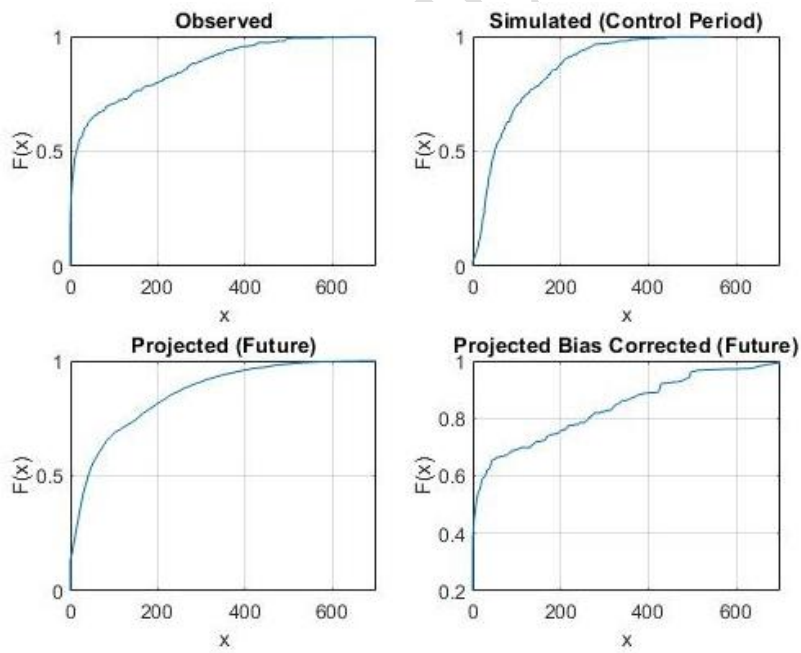 Observed
1
0.5
0
F(x)
0 200 400 600
x
Simulated (Control Period)
1
0.5
0
F(x)
0 200 400 600
x
Projected (Future)
1
0.5
0
F(x)
0 200 400 600
x
Projected Bias Corrected (Future)
1
0.8
0.6
0.4
0.2
F(x)
0 200 400 600
x